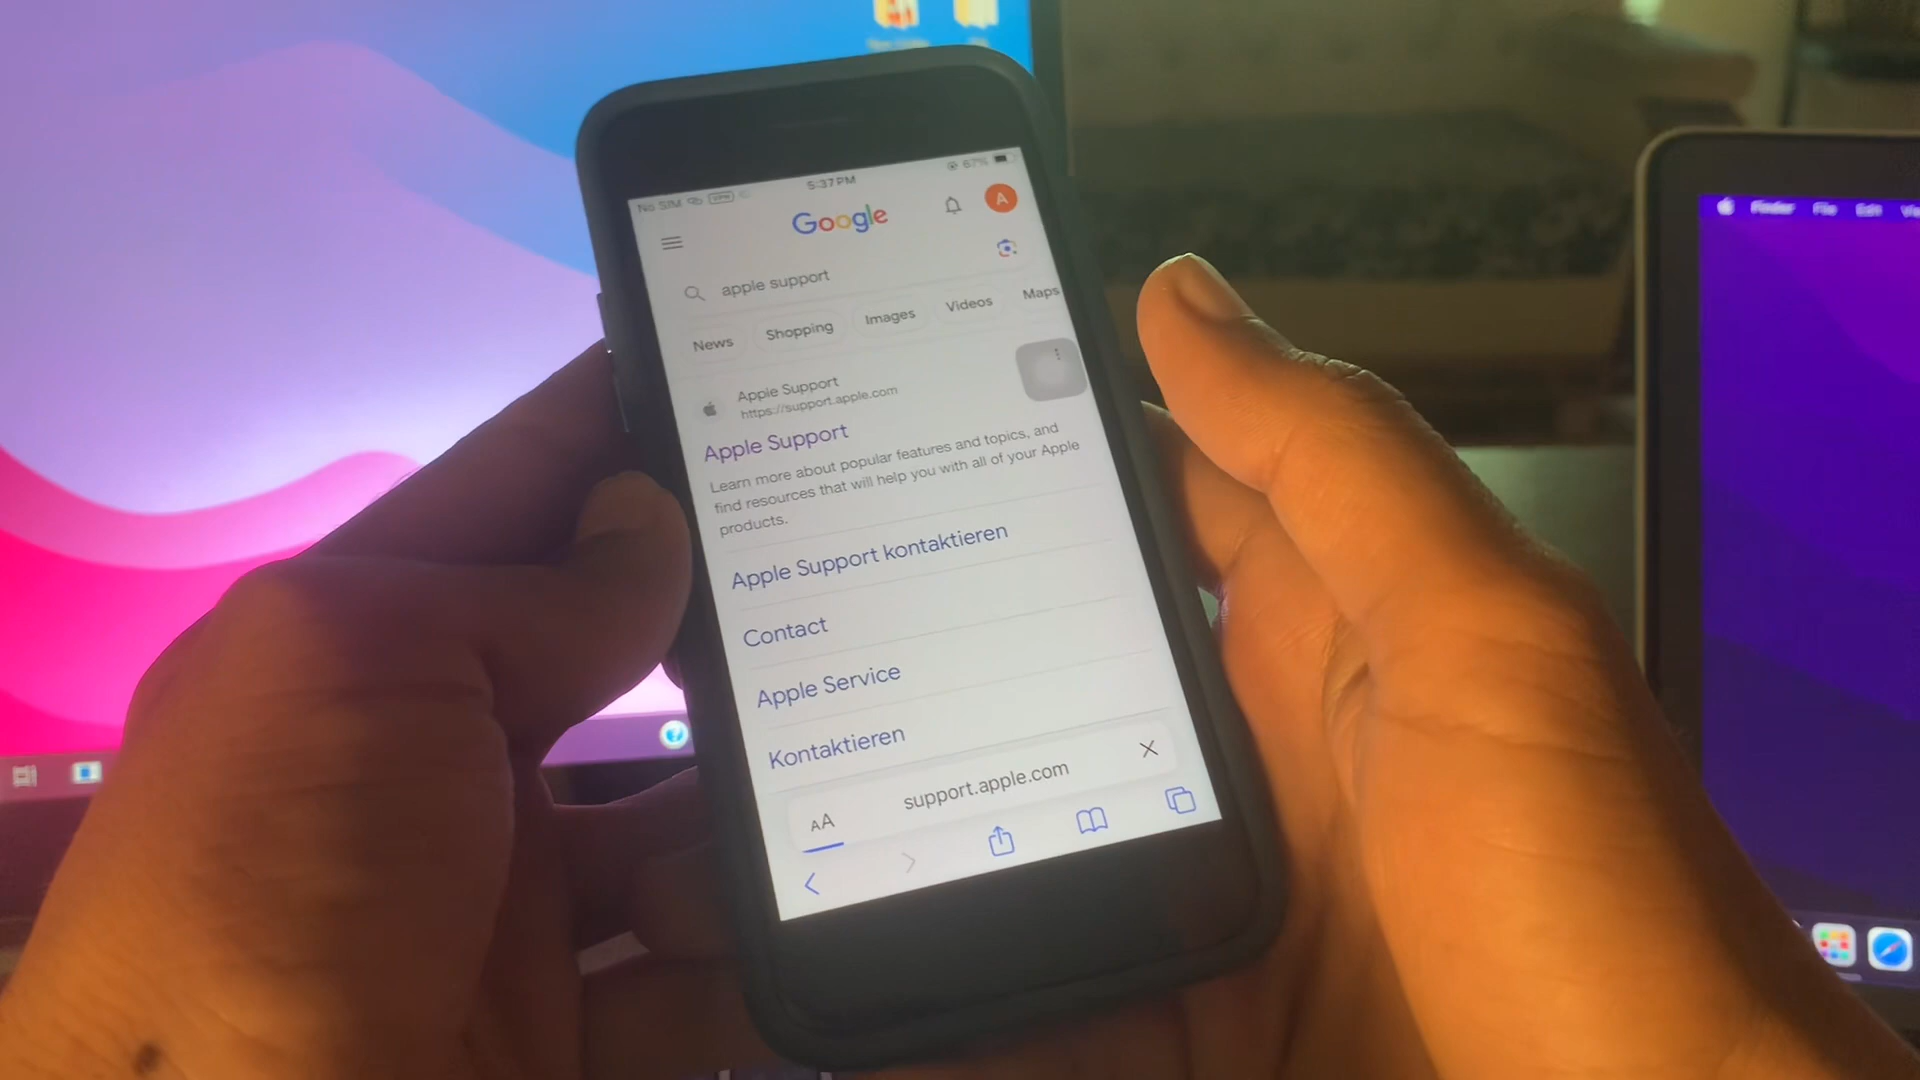 No SIM VPN 5:37 PM 67%
Google
A
apple support
News Shopping Images Videos Maps
Apple Support
https://support.apple.com
Apple Support
Learn more about popular features and topics, and
find resources that will help you with all of your Apple
products.
Apple Support kontaktieren
Contact
Apple Service
Kontaktieren
AA support.apple.com
Finder File Edit